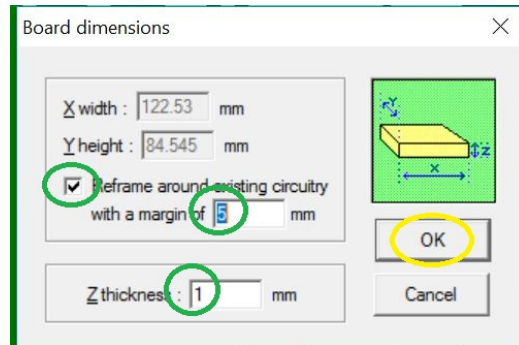 Board dimensions
X width : 122.53 mm
Y height : 84.545 mm
Reframe around existing circuitry
with a margin of 5 mm
Z thickness : 1 mm
Y
Z
X
OK
Cancel